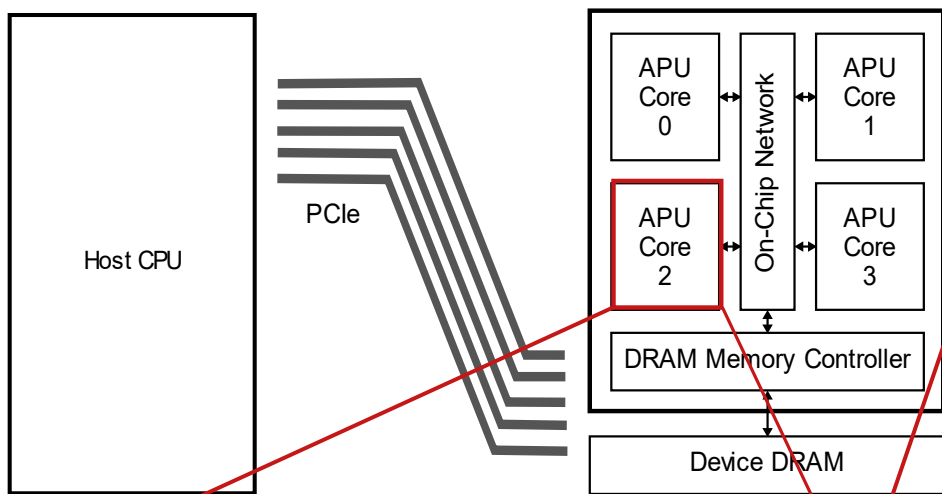 Host CPU
PCIe
APU
Core
0
On-Chip Network
APU
Core
1
APU
Core
2
APU
Core
3
DRAM Memory Controller
Device DRAM